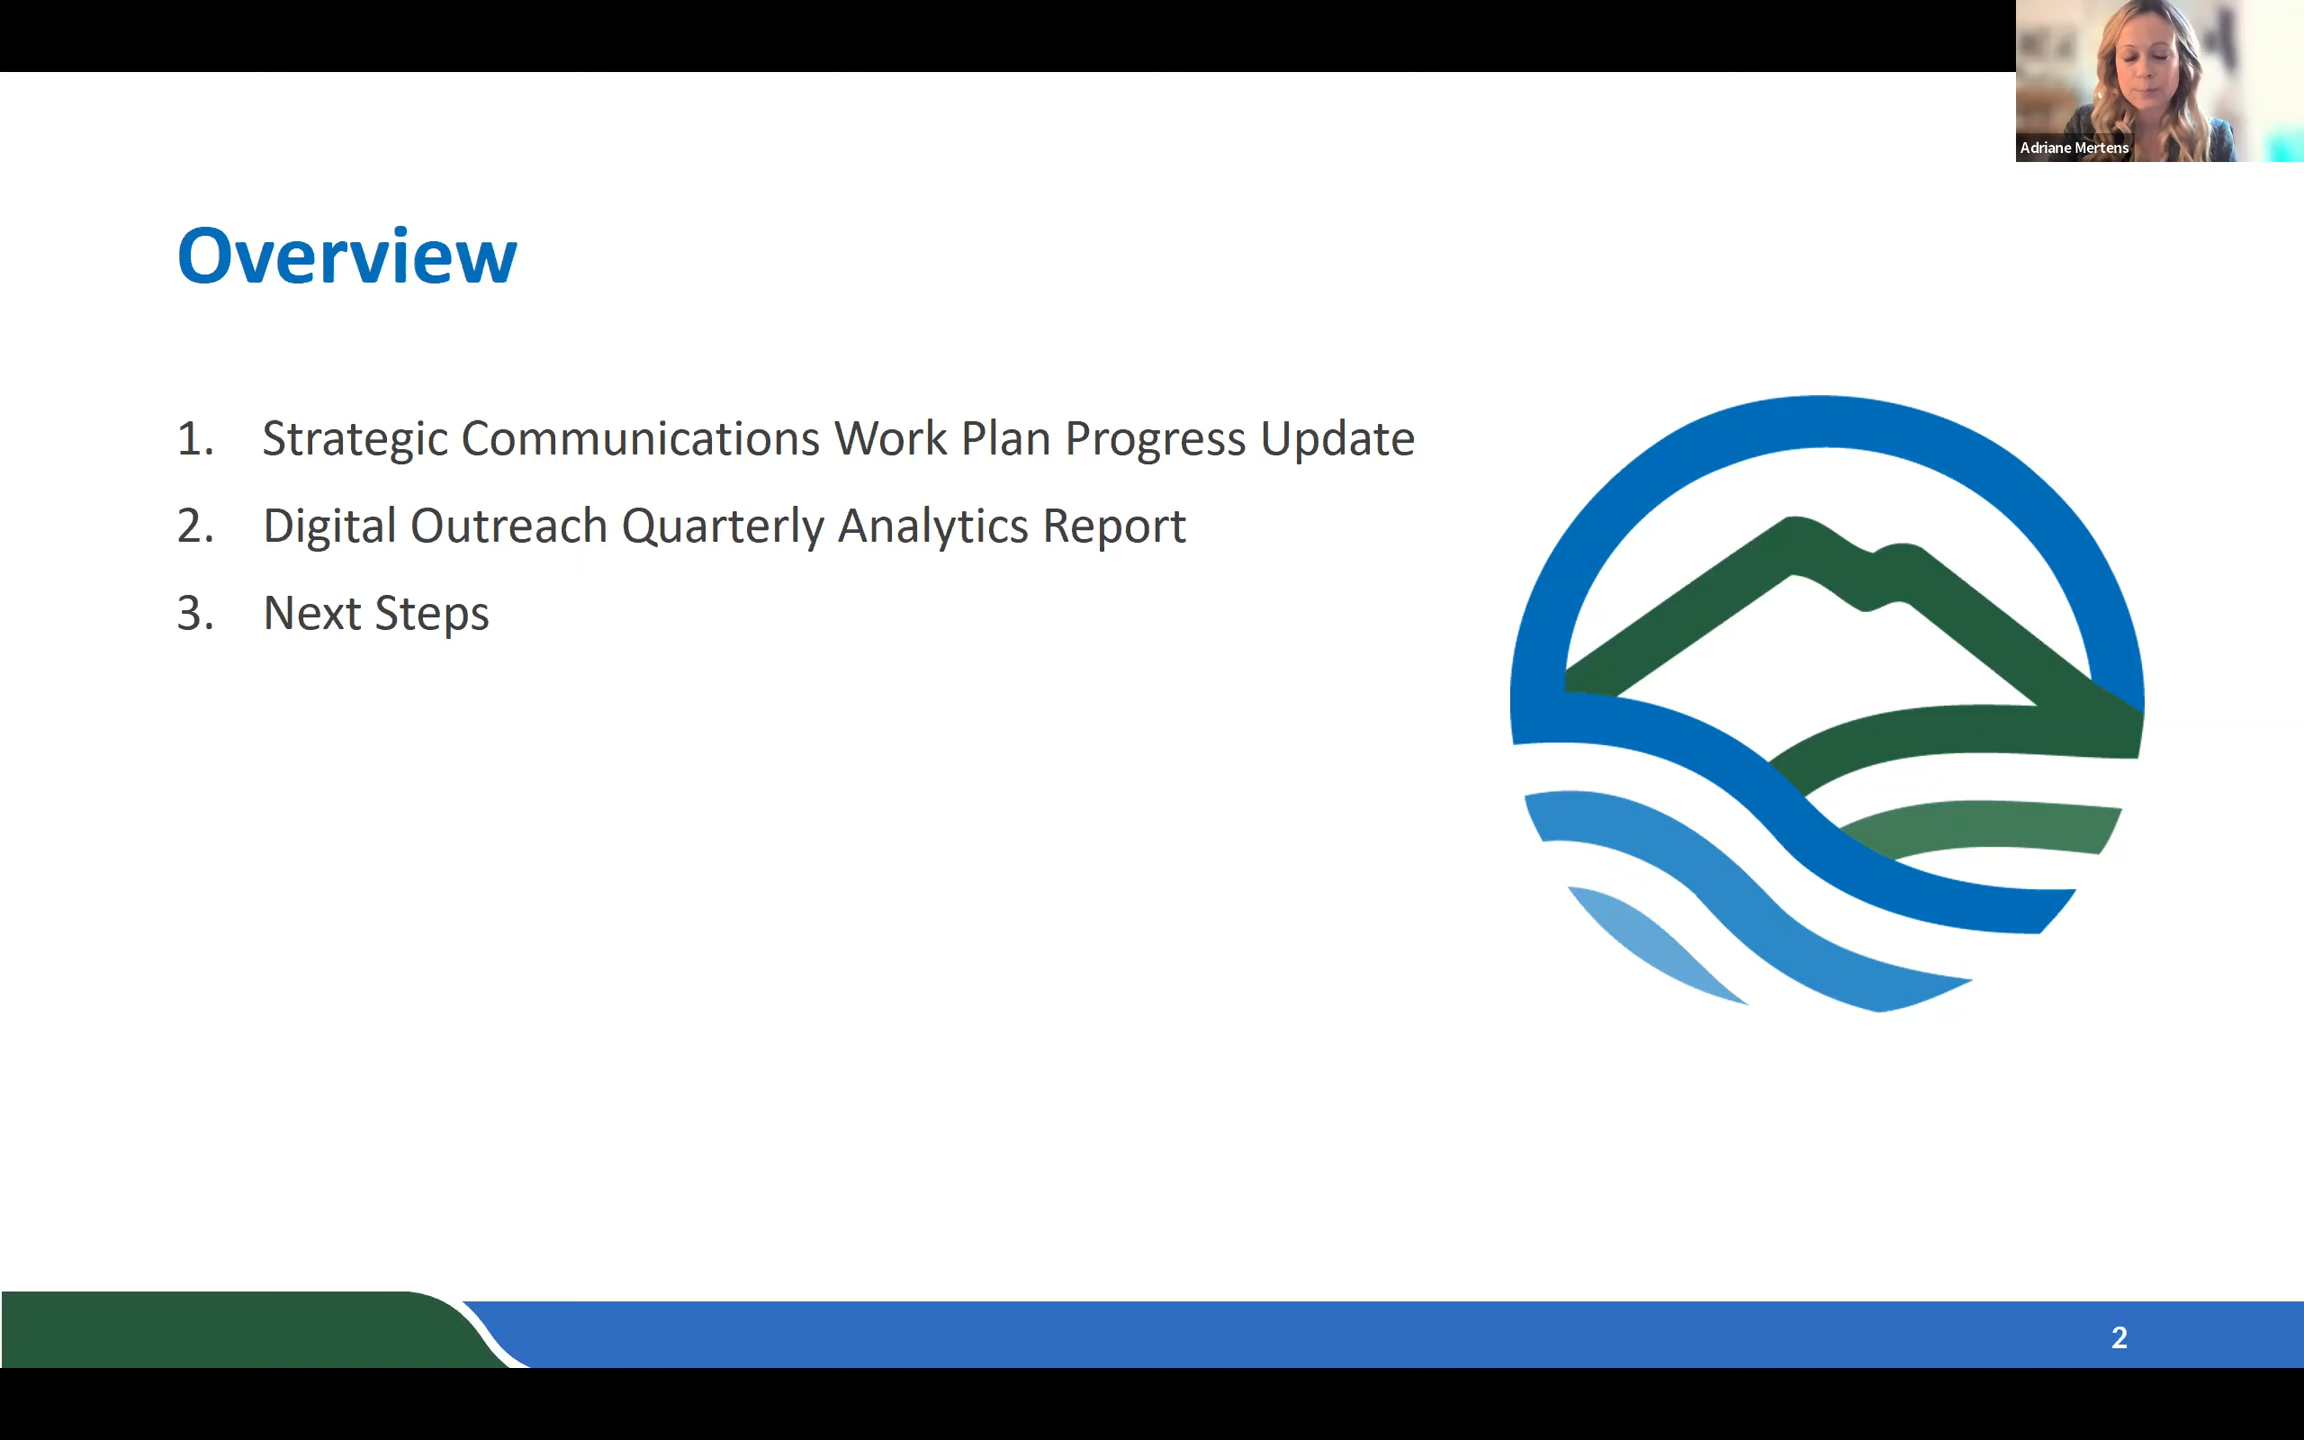 Adriane Mertens
Overview
1. Strategic Communications Work Plan Progress Update
2. Digital Outreach Quarterly Analytics Report
3. Next Steps
2